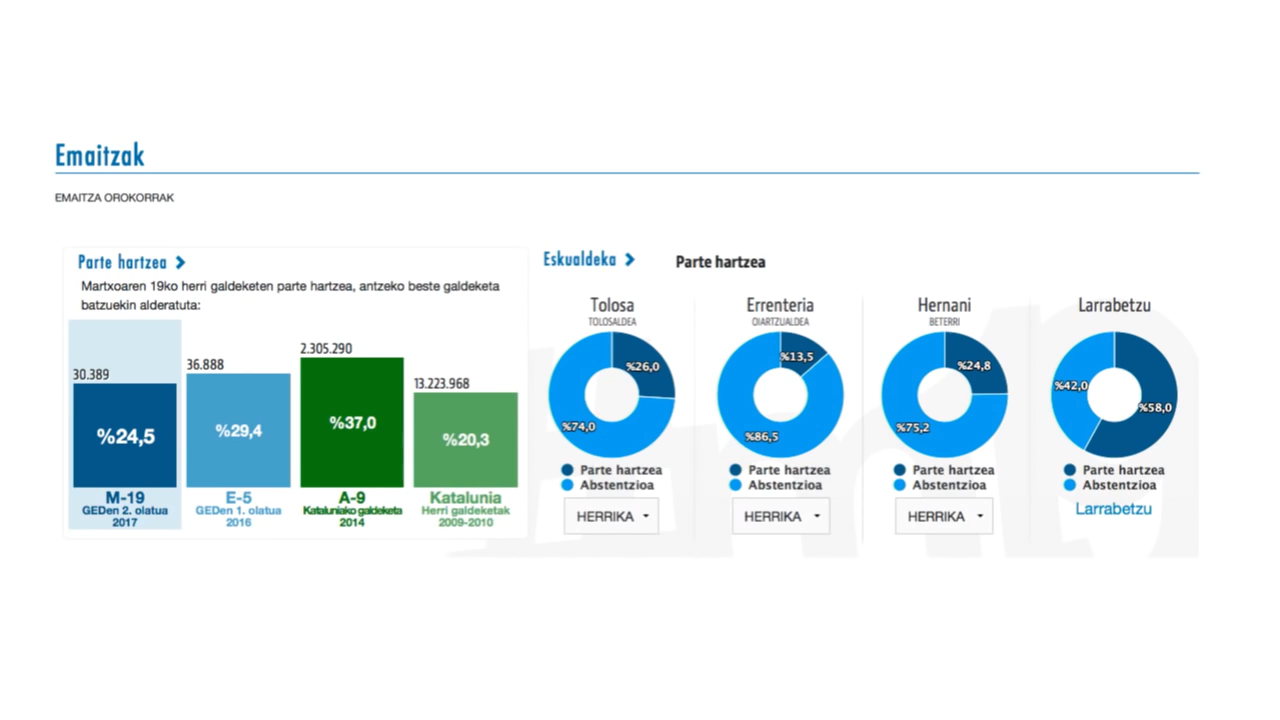 Emaitzak
EMAITZA OROKORRAK
Parte hartzea
Martxoaren 19ko herri galdeketen parte hartzea, antzeko beste galdeketa
batzuekin alderatuta:
30.389
%24,5
M-19
GEDen 2. olatua
2017
36.888
%29,4
E-5
GEDen 1. olatua
2016
2.305.290
%37,0
A-9
Kataluniako galdeketa
2014
13.223.968
%20,3
Katalunia
Herri galdeketak
2009-2010
Eskualdeka
Parte hartzea
Tolosa
TOLOSALDEA
%26,0
%74,0
Parte hartzea
Abstentzioa
HERRIKA
Errenteria
OIARTZUALDEA
%13,5
%86,5
Parte hartzea
Abstentzioa
HERRIKA
Hernani
BETERRI
%24,8
%75,2
Parte hartzea
Abstentzioa
HERRIKA
Larrabetzu
%42,0
%58,0
Parte hartzea
Abstentzioa
Larrabetzu